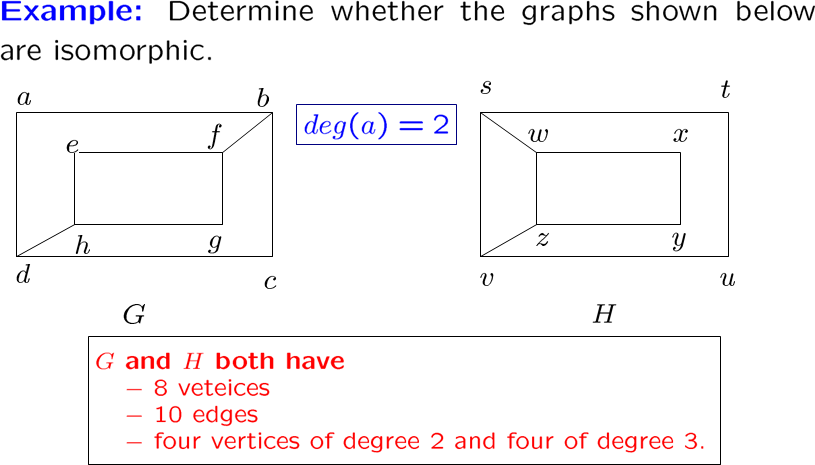 Example: Determine whether the graphs shown below
are isomorphic.
a b s t
deg(a) = 2
e f w x
h g z y
d c v u
G H
G and H both have
– 8 veteices
– 10 edges
– four vertices of degree 2 and four of degree 3.